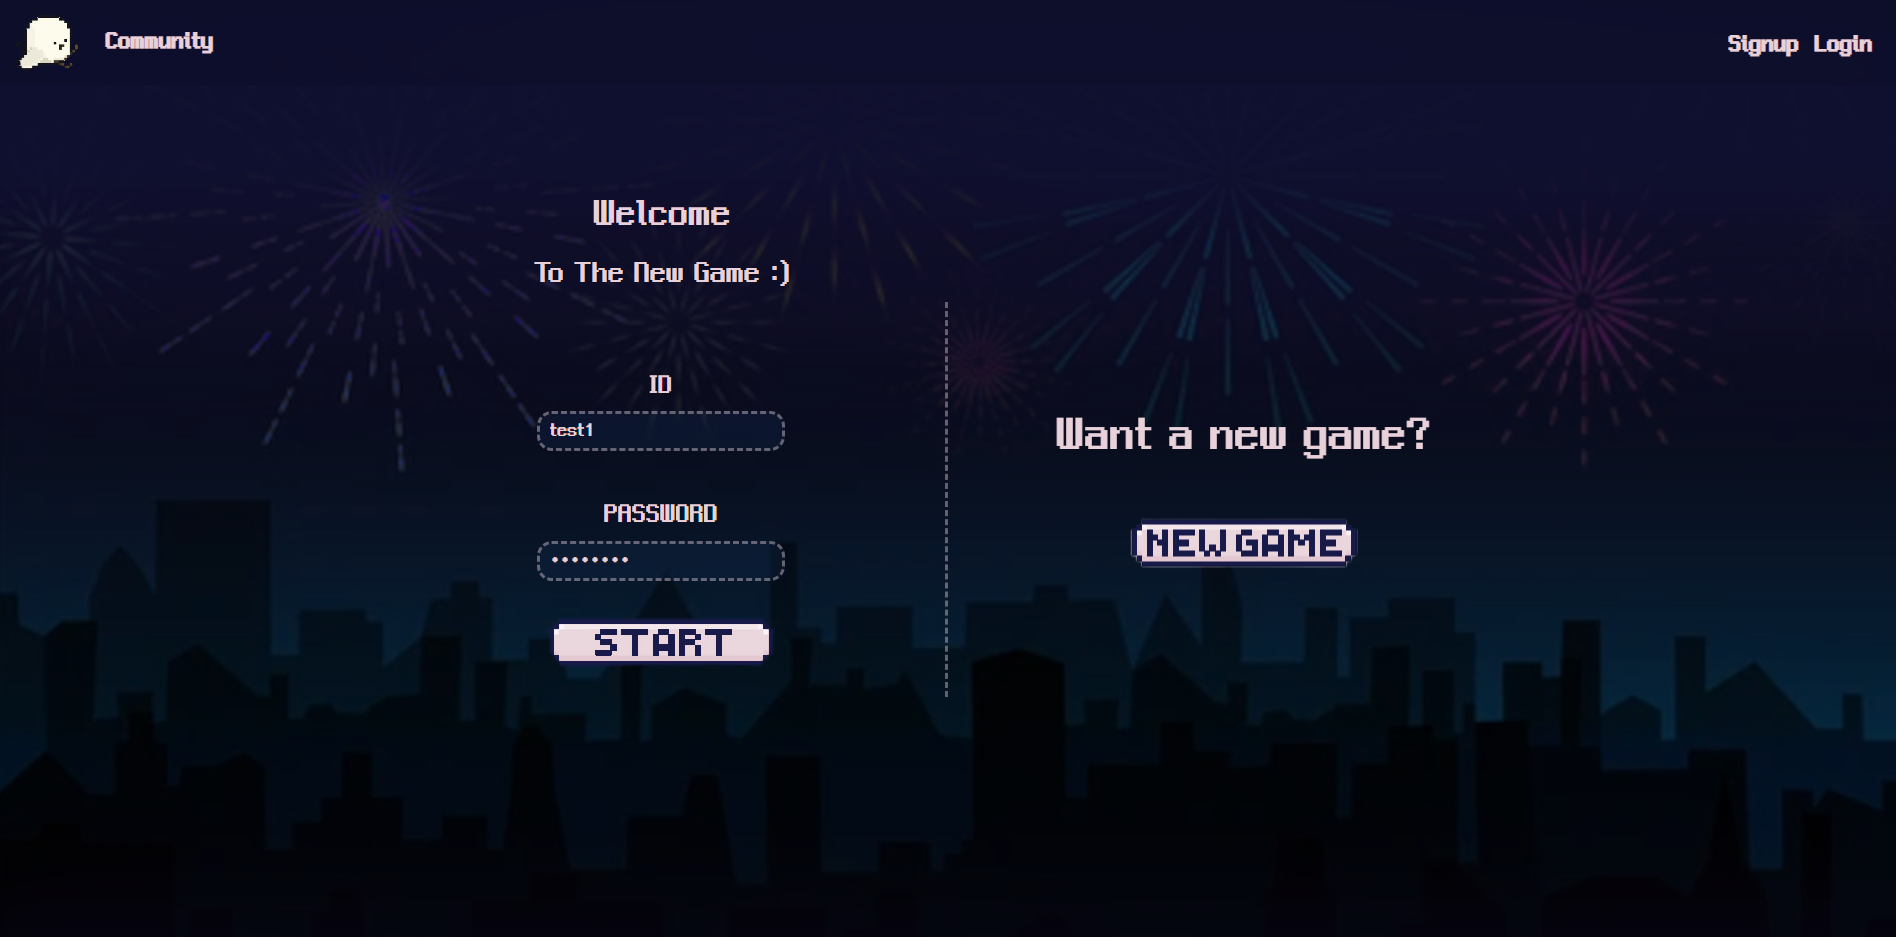 Community
Signup Login
Welcome
To The New Game :)
ID
test1
PASSWORD
••••••••
START
Want a new game?
NEW GAME